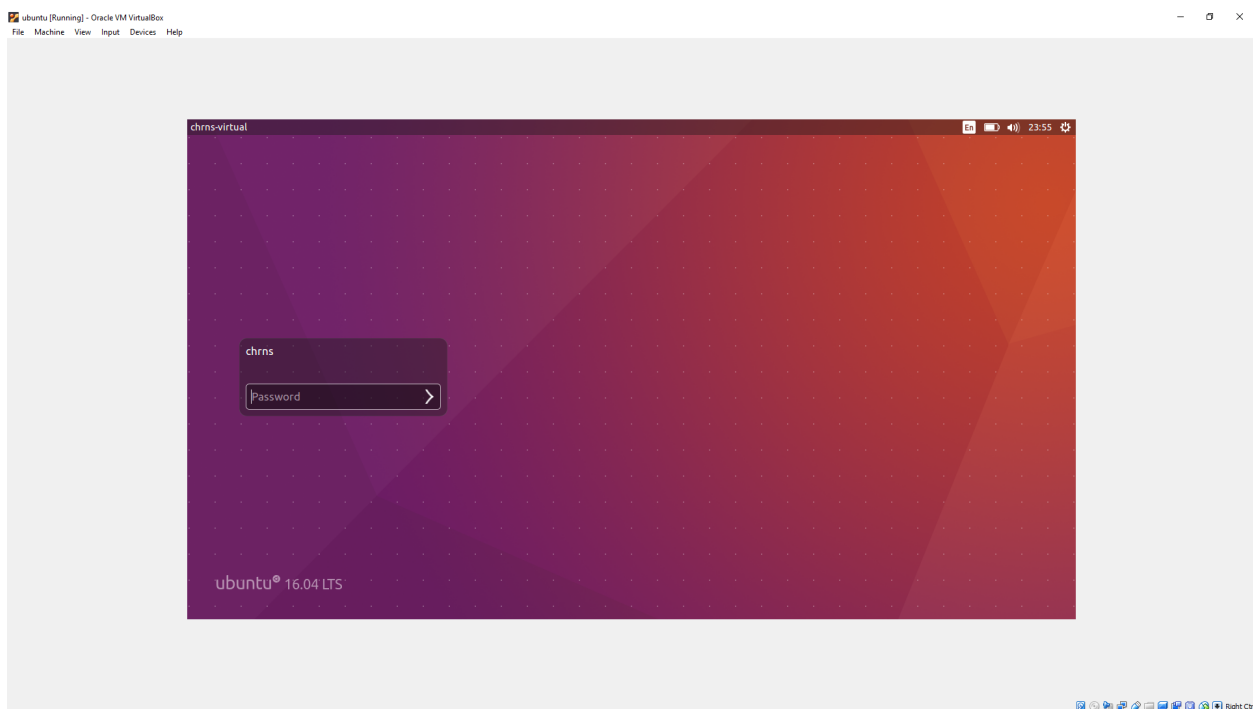 ubuntu [Running] - Oracle VM VirtualBox
File Machine View Input Devices Help
chrns-virtual En 23:55
chrns
Password
ubuntu® 16.04 LTS
Right Ct